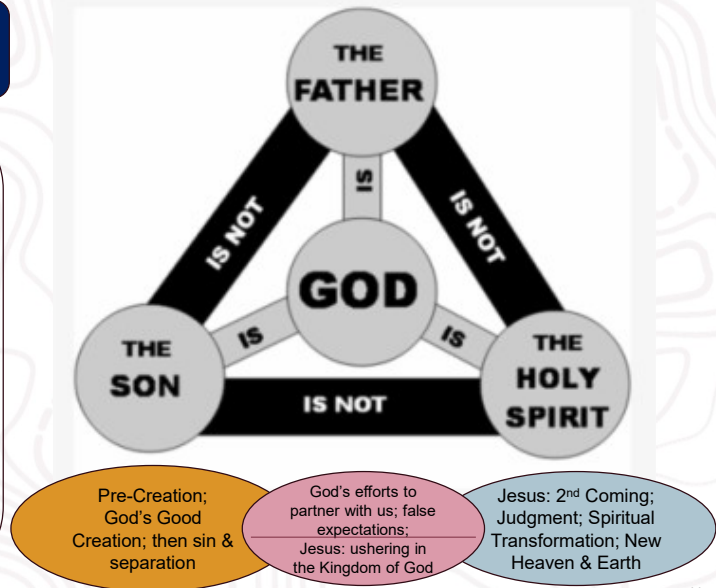 THE
FATHER
IS
IS NOT
IS NOT
GOD
IS
IS
THE
SON
THE
HOLY
SPIRIT
IS NOT
Pre-Creation;
God's Good
Creation; then sin &
separation
God's efforts to
partner with us; false
expectations;
Jesus: ushering in
the Kingdom of God
Jesus: 2nd Coming;
Judgment; Spiritual
Transformation; New
Heaven & Earth